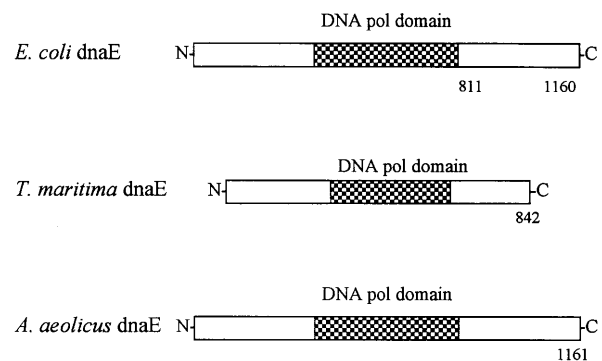 DNA pol domain
E. coli dnaE N- -C
811 1160
DNA pol domain
T. maritima dnaE N- -C
842
DNA pol domain
A. aeolicus dnaE N- -C
1161